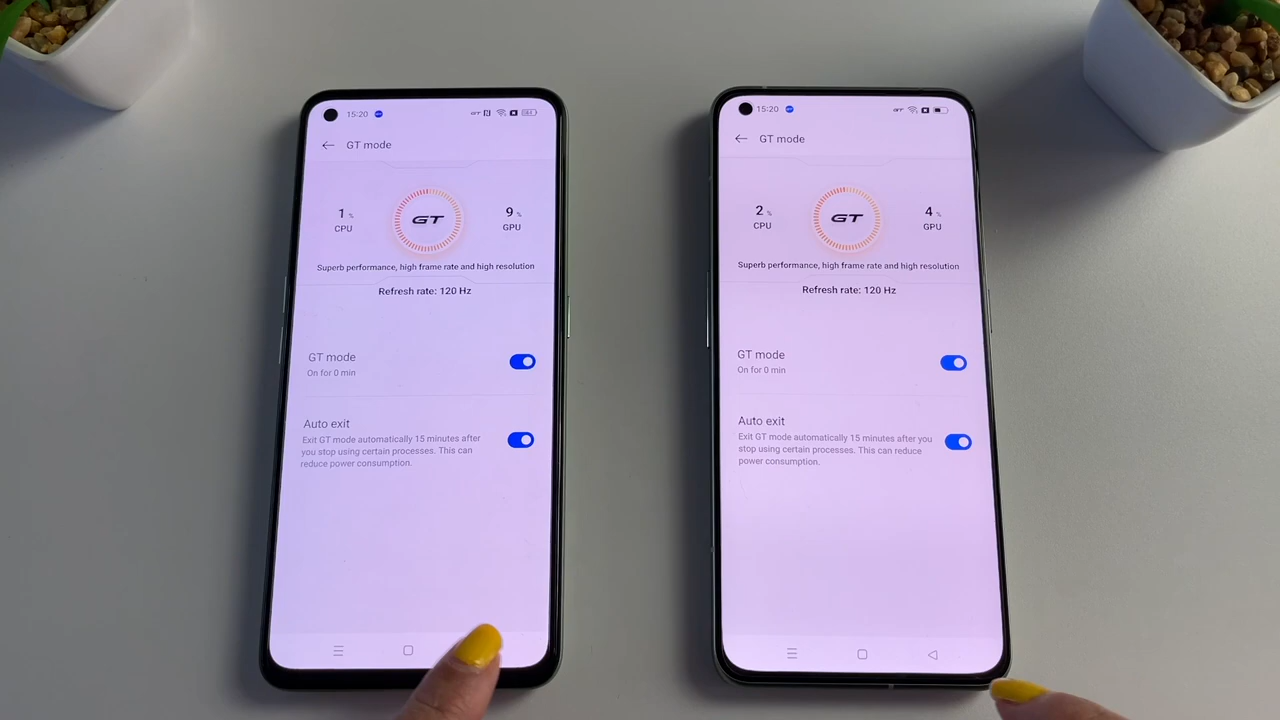 15:20
GT mode
1 %
CPU
GT
9 %
GPU
Superb performance, high frame rate and high resolution
Refresh rate: 120 Hz
GT mode
On for 0 min
Auto exit
Exit GT mode automatically 15 minutes after
you stop using certain processes. This can
reduce power consumption.
15:20
GT mode
2 %
CPU
GT
4 %
GPU
Superb performance, high frame rate and high resolution
Refresh rate: 120 Hz
GT mode
On for 0 min
Auto exit
Exit GT mode automatically 15 minutes after you
stop using certain processes. This can reduce
power consumption.